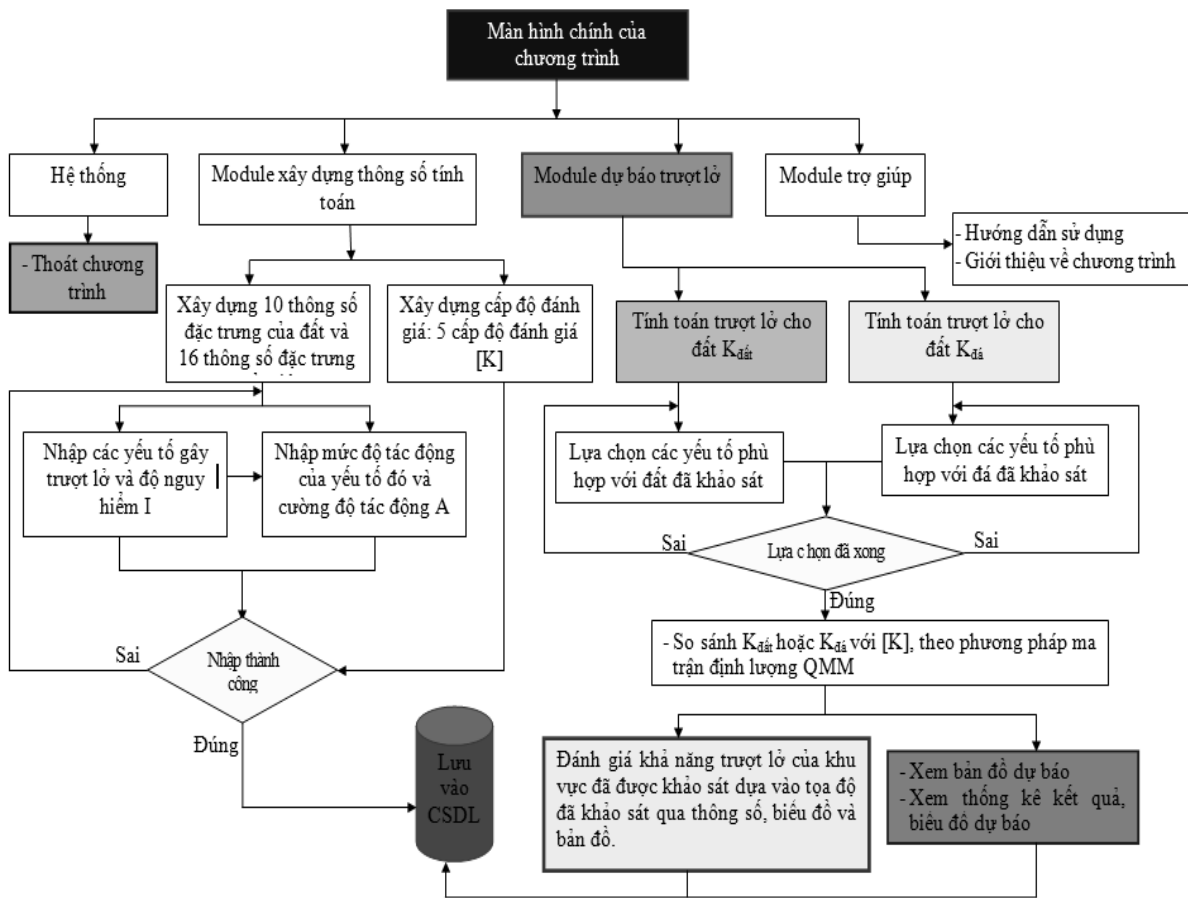 Màn hình chính của
chương trình
Hệ thống
Module xây dựng thông số tính
toán
Module dự báo trượt lở
Module trợ giúp
- Thoát chương
trình
- Hướng dẫn sử dụng
- Giới thiệu về chương trình
Xây dựng 10 thông số
đặc trưng của đất và
16 thông số đặc trưng
Xây dựng cấp độ đánh
giá: 5 cấp độ đánh giá
[K]
Tính toán trượt lở cho
đất Kđất
Tính toán trượt lở cho
đất Kđá
Nhập các yếu tố gây
trượt lở và độ nguy
hiểm I
Nhập mức độ tác động
của yếu tố đó và
cường độ tác động A
Lựa chọn các yếu tố phù
hợp với đất đã khảo sát
Lựa chọn các yếu tố phù
hợp với đá đã khảo sát
Sai
Lựa c họn đã xong
Sai
Đúng
Sai
Nhập thành
công
- So sánh Kđất hoặc Kđá với [K], theo phương pháp ma
trận định lượng QMM
Đúng
Lưu
vào
CSDL
Đánh giá khả năng trượt lở của khu
vực đã được khảo sát dựa vào tọa độ
đã khảo sát qua thông số, biểu đồ và
bản đồ.
- Xem bản đồ dự báo
- Xem thống kê kết quả,
biểu đồ dự báo